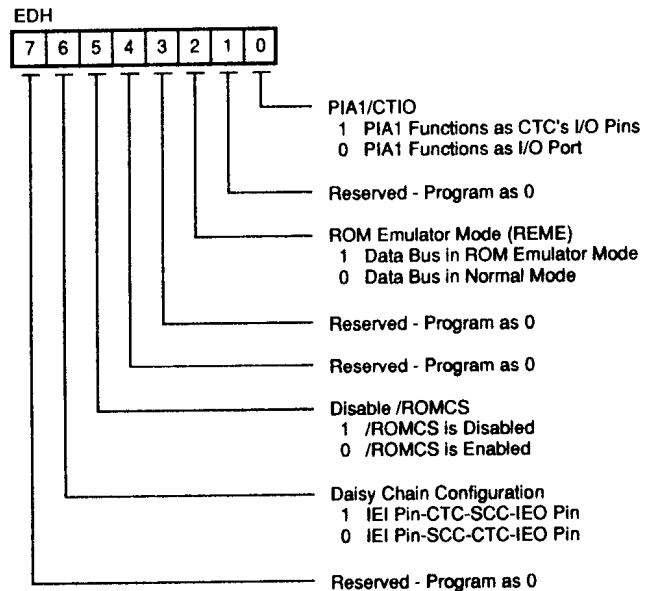 EDH
7 6 5 4 3 2 1 0
PIA1/CTIO
1 PIA1 Functions as CTC's I/O Pins
0 PIA1 Functions as I/O Port
Reserved - Program as 0
ROM Emulator Mode (REME)
1 Data Bus in ROM Emulator Mode
0 Data Bus in Normal Mode
Reserved - Program as 0
Reserved - Program as 0
Disable /ROMCS
1 /ROMCS is Disabled
0 /ROMCS is Enabled
Daisy Chain Configuration
1 IEI Pin-CTC-SCC-IEO Pin
0 IEI Pin-SCC-CTC-IEO Pin
Reserved - Program as 0